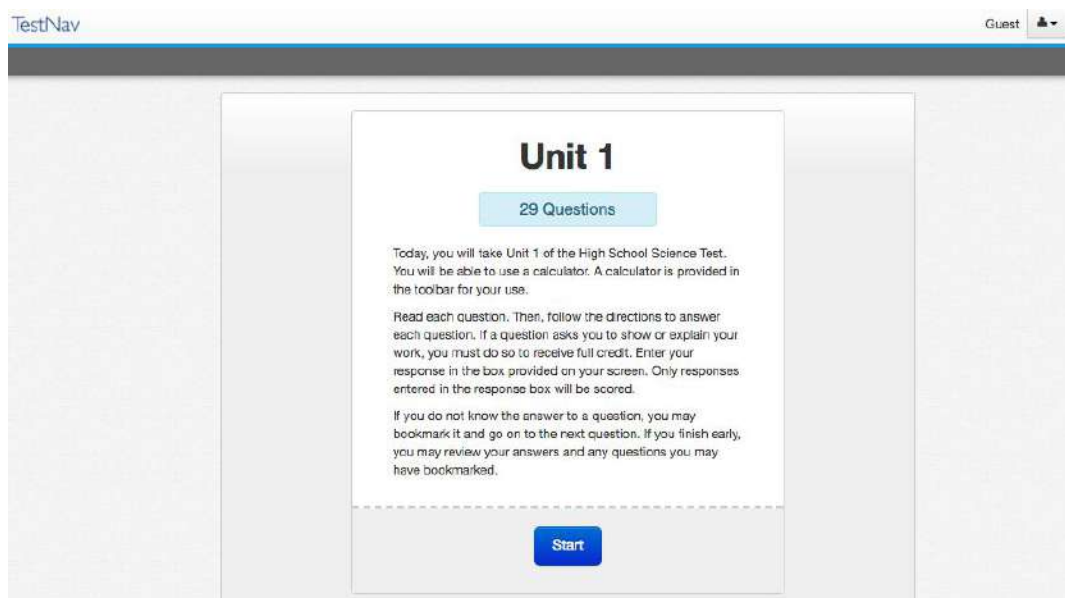 TestNav
Guest
Unit 1
29 Questions
Today, you will take Unit 1 of the High School Science Test.
You will be able to use a calculator. A calculator is provided in
the toolbar for your use.
Read each question. Then, follow the directions to answer
each question. If a question asks you to show or explain your
work, you must do so to receive full credit. Enter your
response in the box provided on your screen. Only responses
entered in the response box will be scored.
If you do not know the answer to a question, you may
bookmark it and go on to the next question. If you finish early,
you may review your answers and any questions you may
have bookmarked.
Start